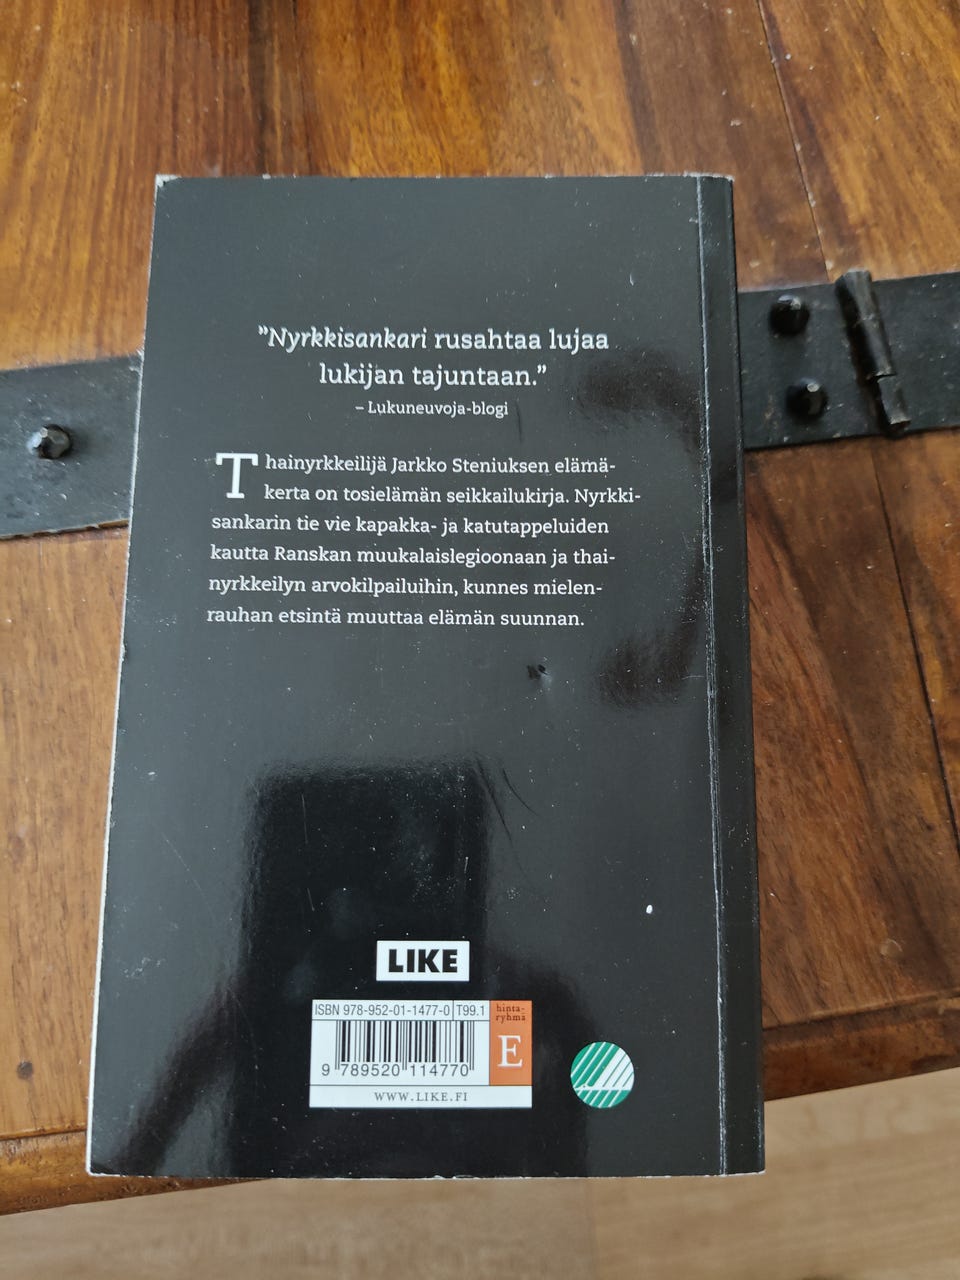 ”Nyrkkisankari rusahtaa lujaa
lukijan tajuntaan.”
– Lukuneuvoja-blogi
Thainyrkkeilijä Jarkko Steniuksen elämä-
kerta on tosielämän seikkailukirja. Nyrkki-
sankarin tie vie kapakka- ja katutappeluiden
kautta Ranskan muukalaislegioonaan ja thai-
nyrkkeilyn arvokilpailuihin, kunnes mielen-
rauhan etsintä muuttaa elämän suunnan.
LIKE
ISBN 978-952-01-1477-0 T99.1
hinta-
ryhmä
E
9 789520 114770
WWW.LIKE.FI